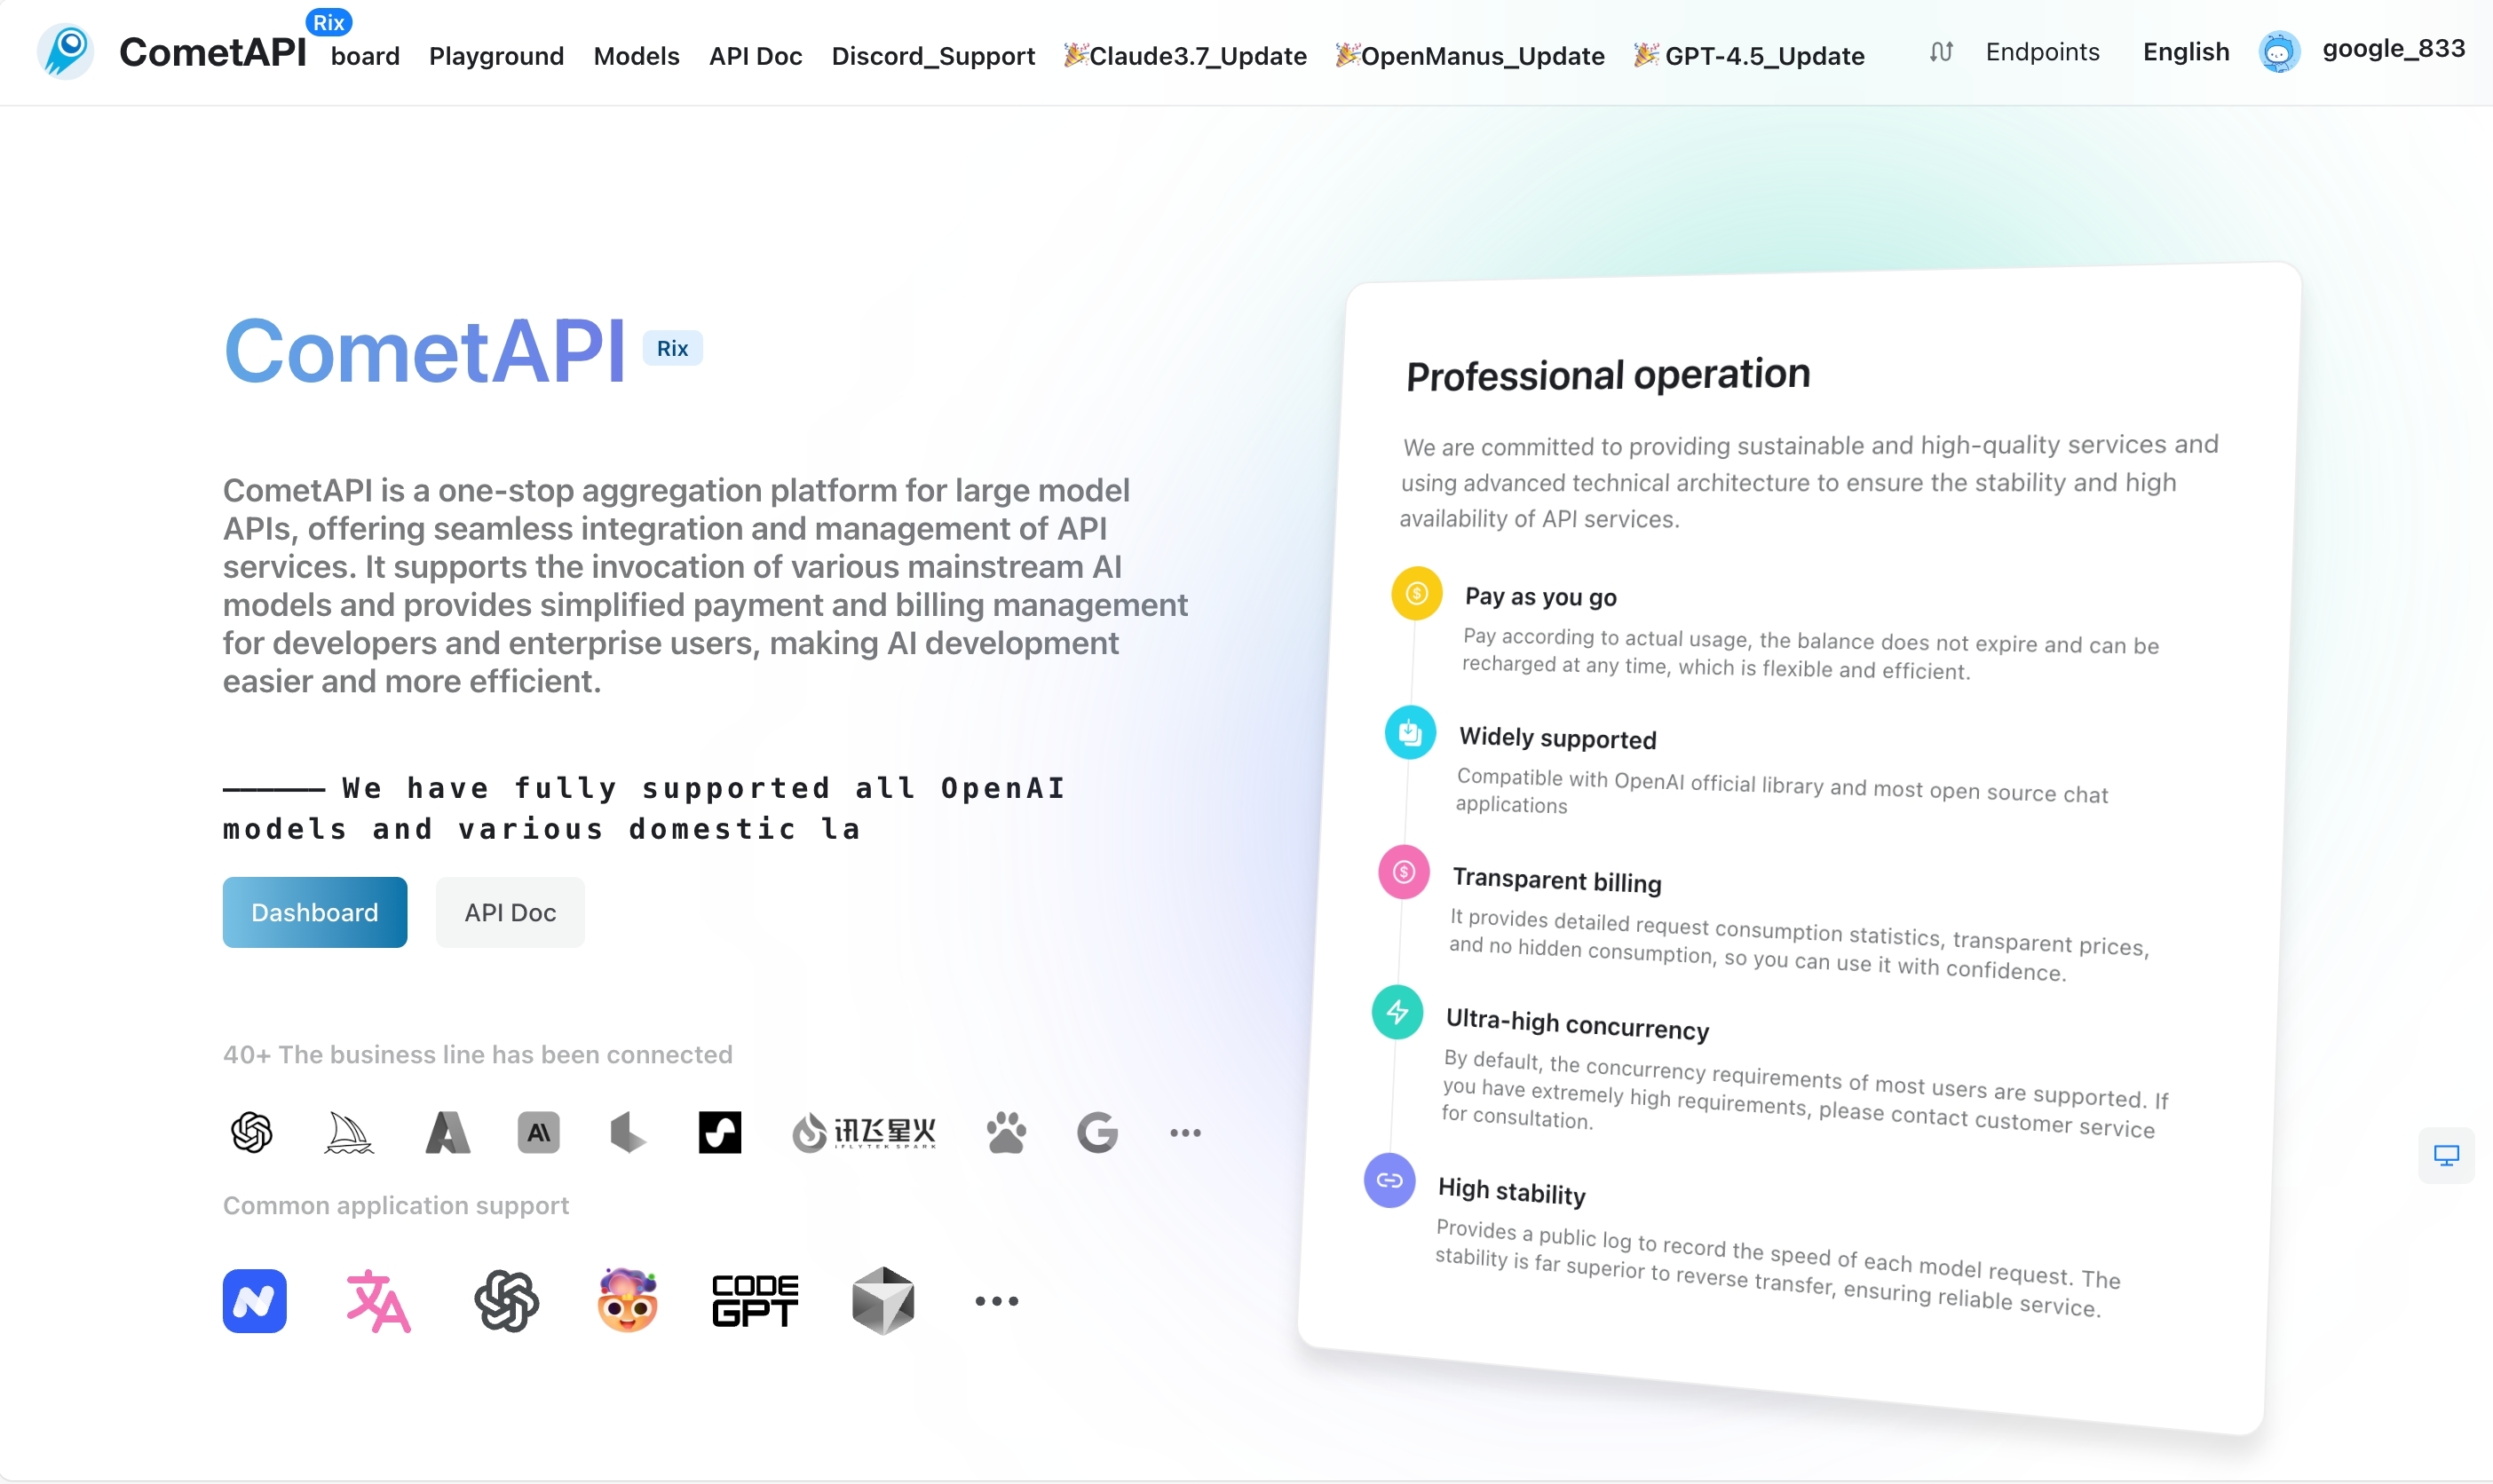 CometAPI Rix board Playground Models API Doc Discord_Support 🎉Claude3.7_Update 🎉OpenManus_Update 🎉 GPT-4.5_Update Endpoints English google_833
CometAPI Rix
CometAPI is a one-stop aggregation platform for large model
APIs, offering seamless integration and management of API
services. It supports the invocation of various mainstream AI
models and provides simplified payment and billing management
for developers and enterprise users, making AI development
easier and more efficient.
——— We have fully supported all OpenAI
models and various domestic la
Dashboard API Doc
40+ The business line has been connected
AI 讯飞星火
IFLYTEK SPARK
G
Common application support
CODE
GPT
Professional operation
We are committed to providing sustainable and high-quality services and
using advanced technical architecture to ensure the stability and high
availability of API services.
Pay as you go
Pay according to actual usage, the balance does not expire and can be
recharged at any time, which is flexible and efficient.
Widely supported
Compatible with OpenAI official library and most open source chat
applications
Transparent billing
It provides detailed request consumption statistics, transparent prices,
and no hidden consumption, so you can use it with confidence.
Ultra-high concurrency
By default, the concurrency requirements of most users are supported. If
you have extremely high requirements, please contact customer service
for consultation.
High stability
Provides a public log to record the speed of each model request. The
stability is far superior to reverse transfer, ensuring reliable service.